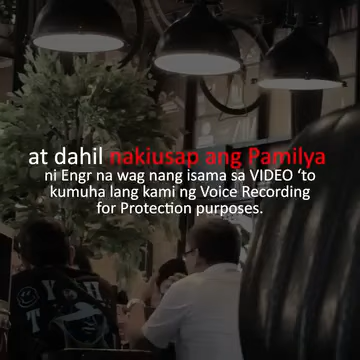 at dahil nakiusap ang Pamilya
ni Engr na wag nang isama sa VIDEO ‘to
kumuha lang kami ng Voice Recording
for Protection purposes.
T Y H